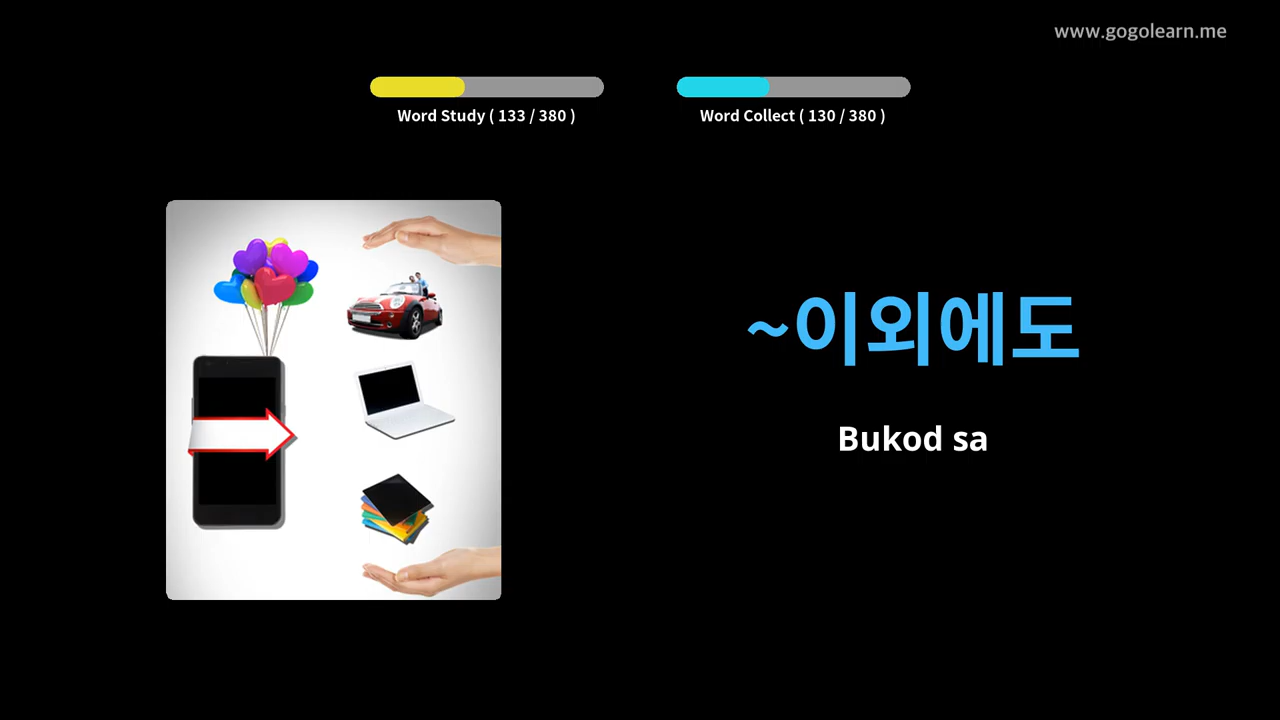 www.gogolearn.me
Word Study ( 133 / 380 )
Word Collect ( 130 / 380 )
~이외에도
Bukod sa